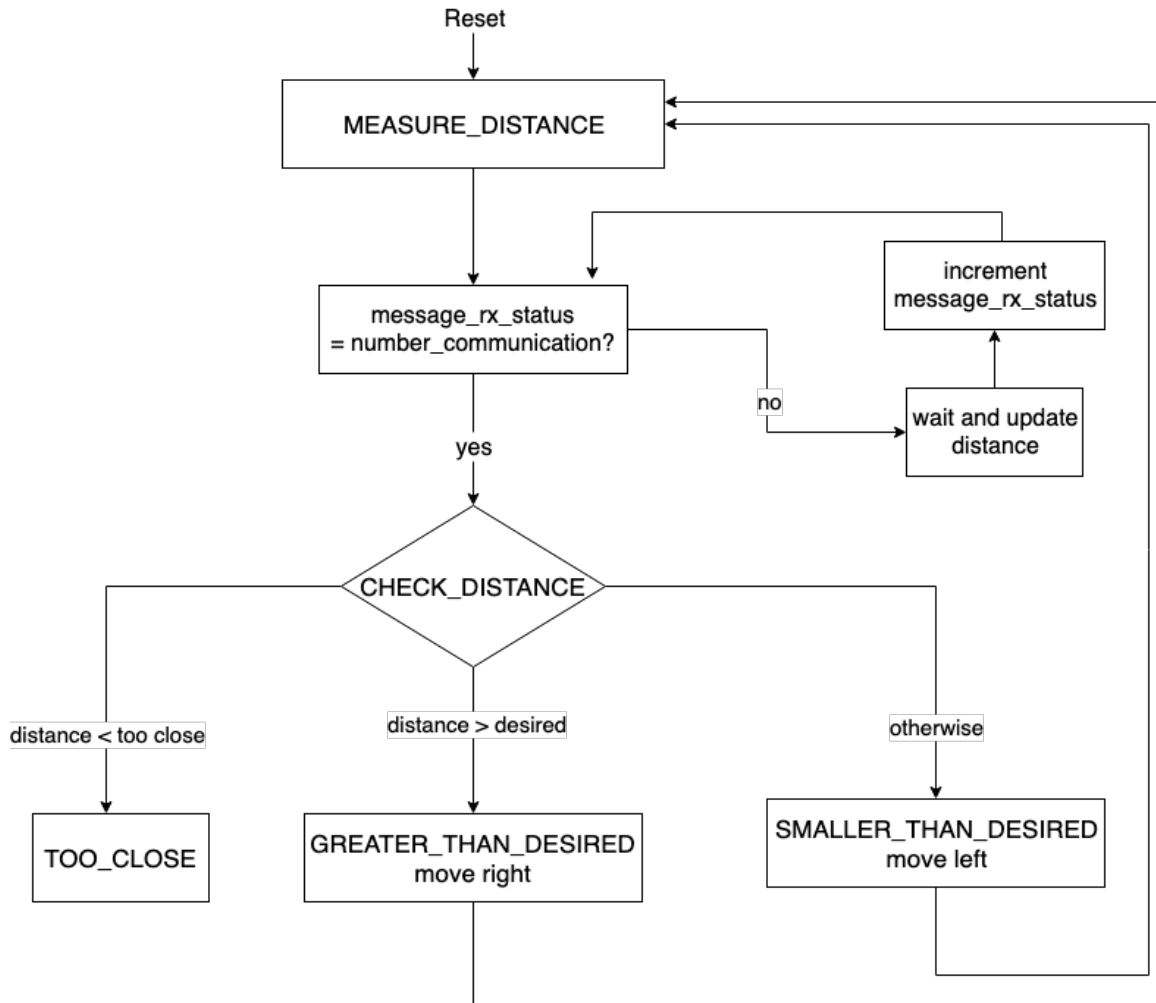 Reset
MEASURE_DISTANCE
increment
message_rx_status
message_rx_status
= number_communication?
no
wait and update
distance
yes
CHECK_DISTANCE
distance < too close
distance > desired
otherwise
TOO_CLOSE
GREATER_THAN_DESIRED
move right
SMALLER_THAN_DESIRED
move left